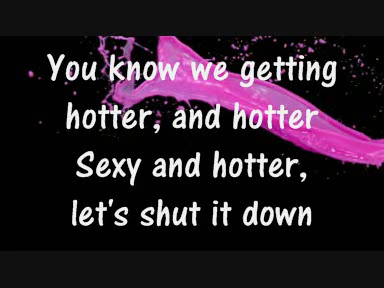 You know we getting
hotter, and hotter
Sexy and hotter,
let's shut it down